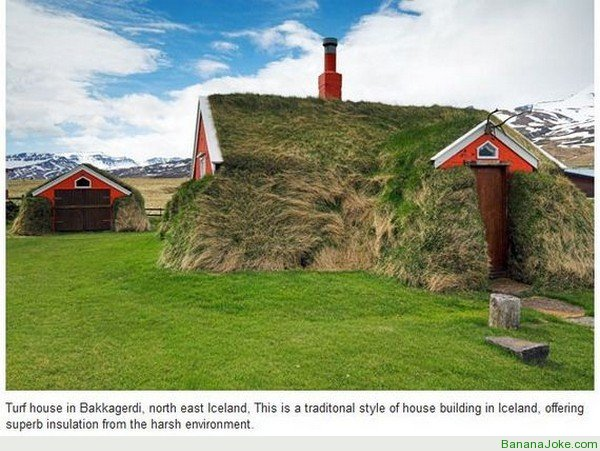 Turf house in Bakkagerdi, north east Iceland, This is a traditonal style of house building in Iceland, offering
superb insulation from the harsh environment.
BananaJoke.com